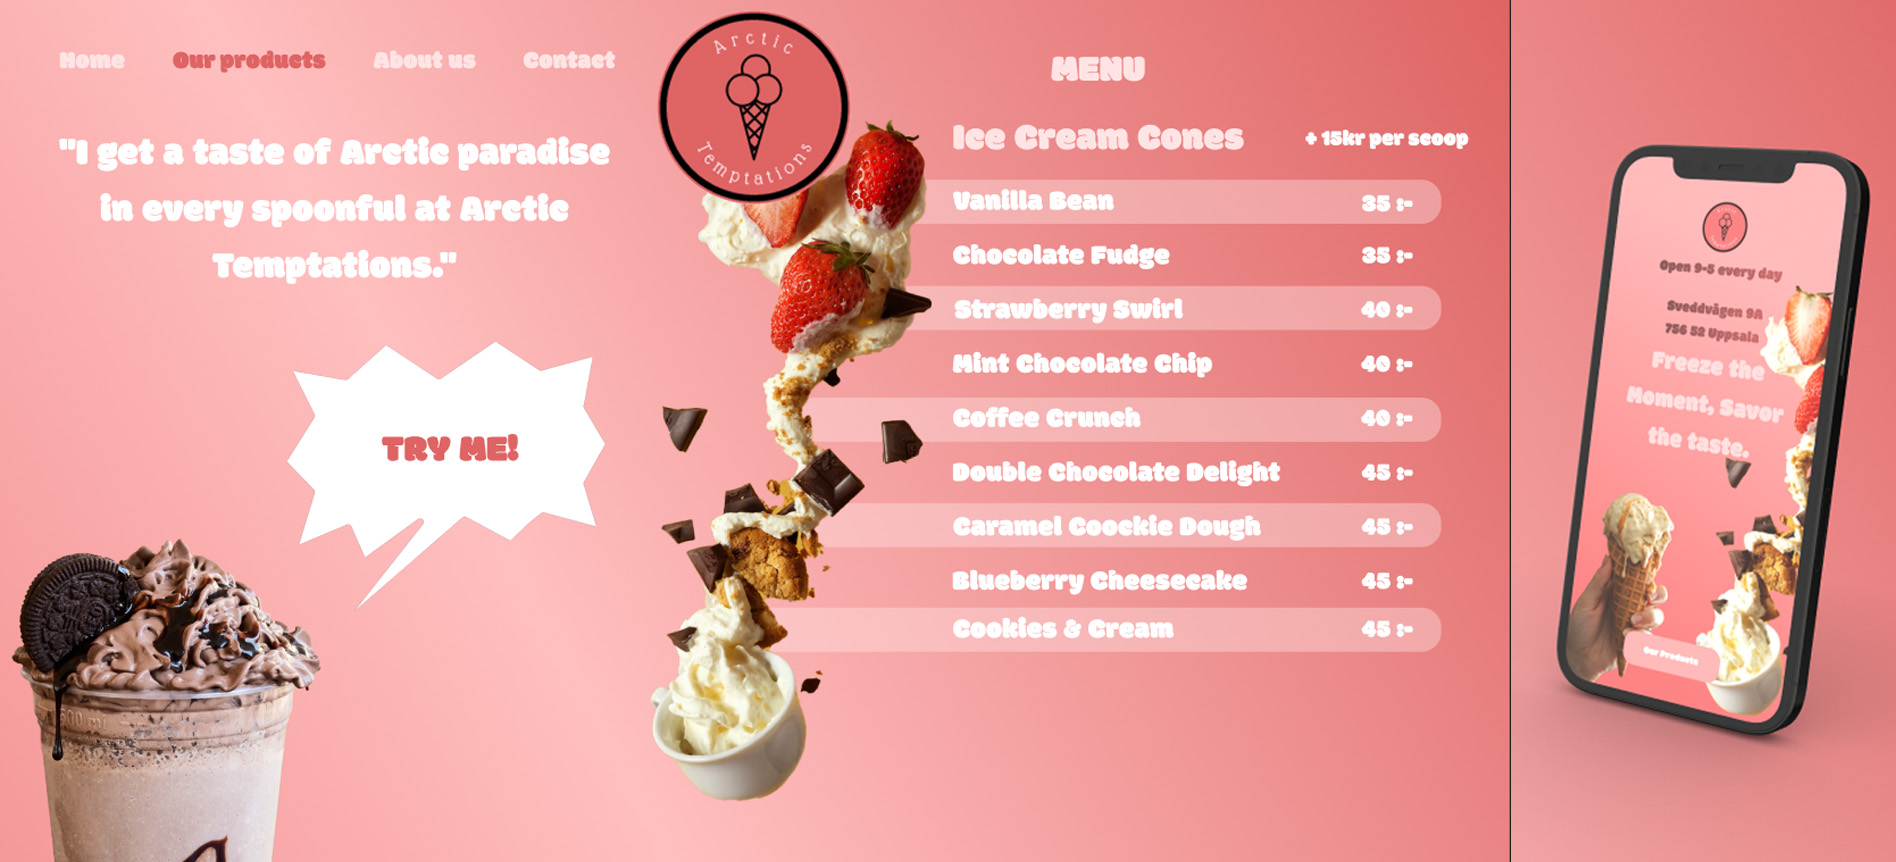 Home Our products About us Contact
"I get a taste of Arctic paradise
in every spoonful at Arctic
Temptations."
TRY ME!
500 ml
Arctic
Temptations
MENU
Ice Cream Cones + 15kr per scoop
Vanilla Bean 35 :-
Chocolate Fudge 35 :-
Strawberry Swirl 40 :-
Mint Chocolate Chip 40 :-
Coffee Crunch 40 :-
Double Chocolate Delight 45 :-
Caramel Coockie Dough 45 :-
Blueberry Cheesecake 45 :-
Cookies & Cream 45 :-
Open 9-5 every day
Sveddvägen 9A
756 52 Uppsala
Freeze the
Moment, Savor
the taste.
Our Products